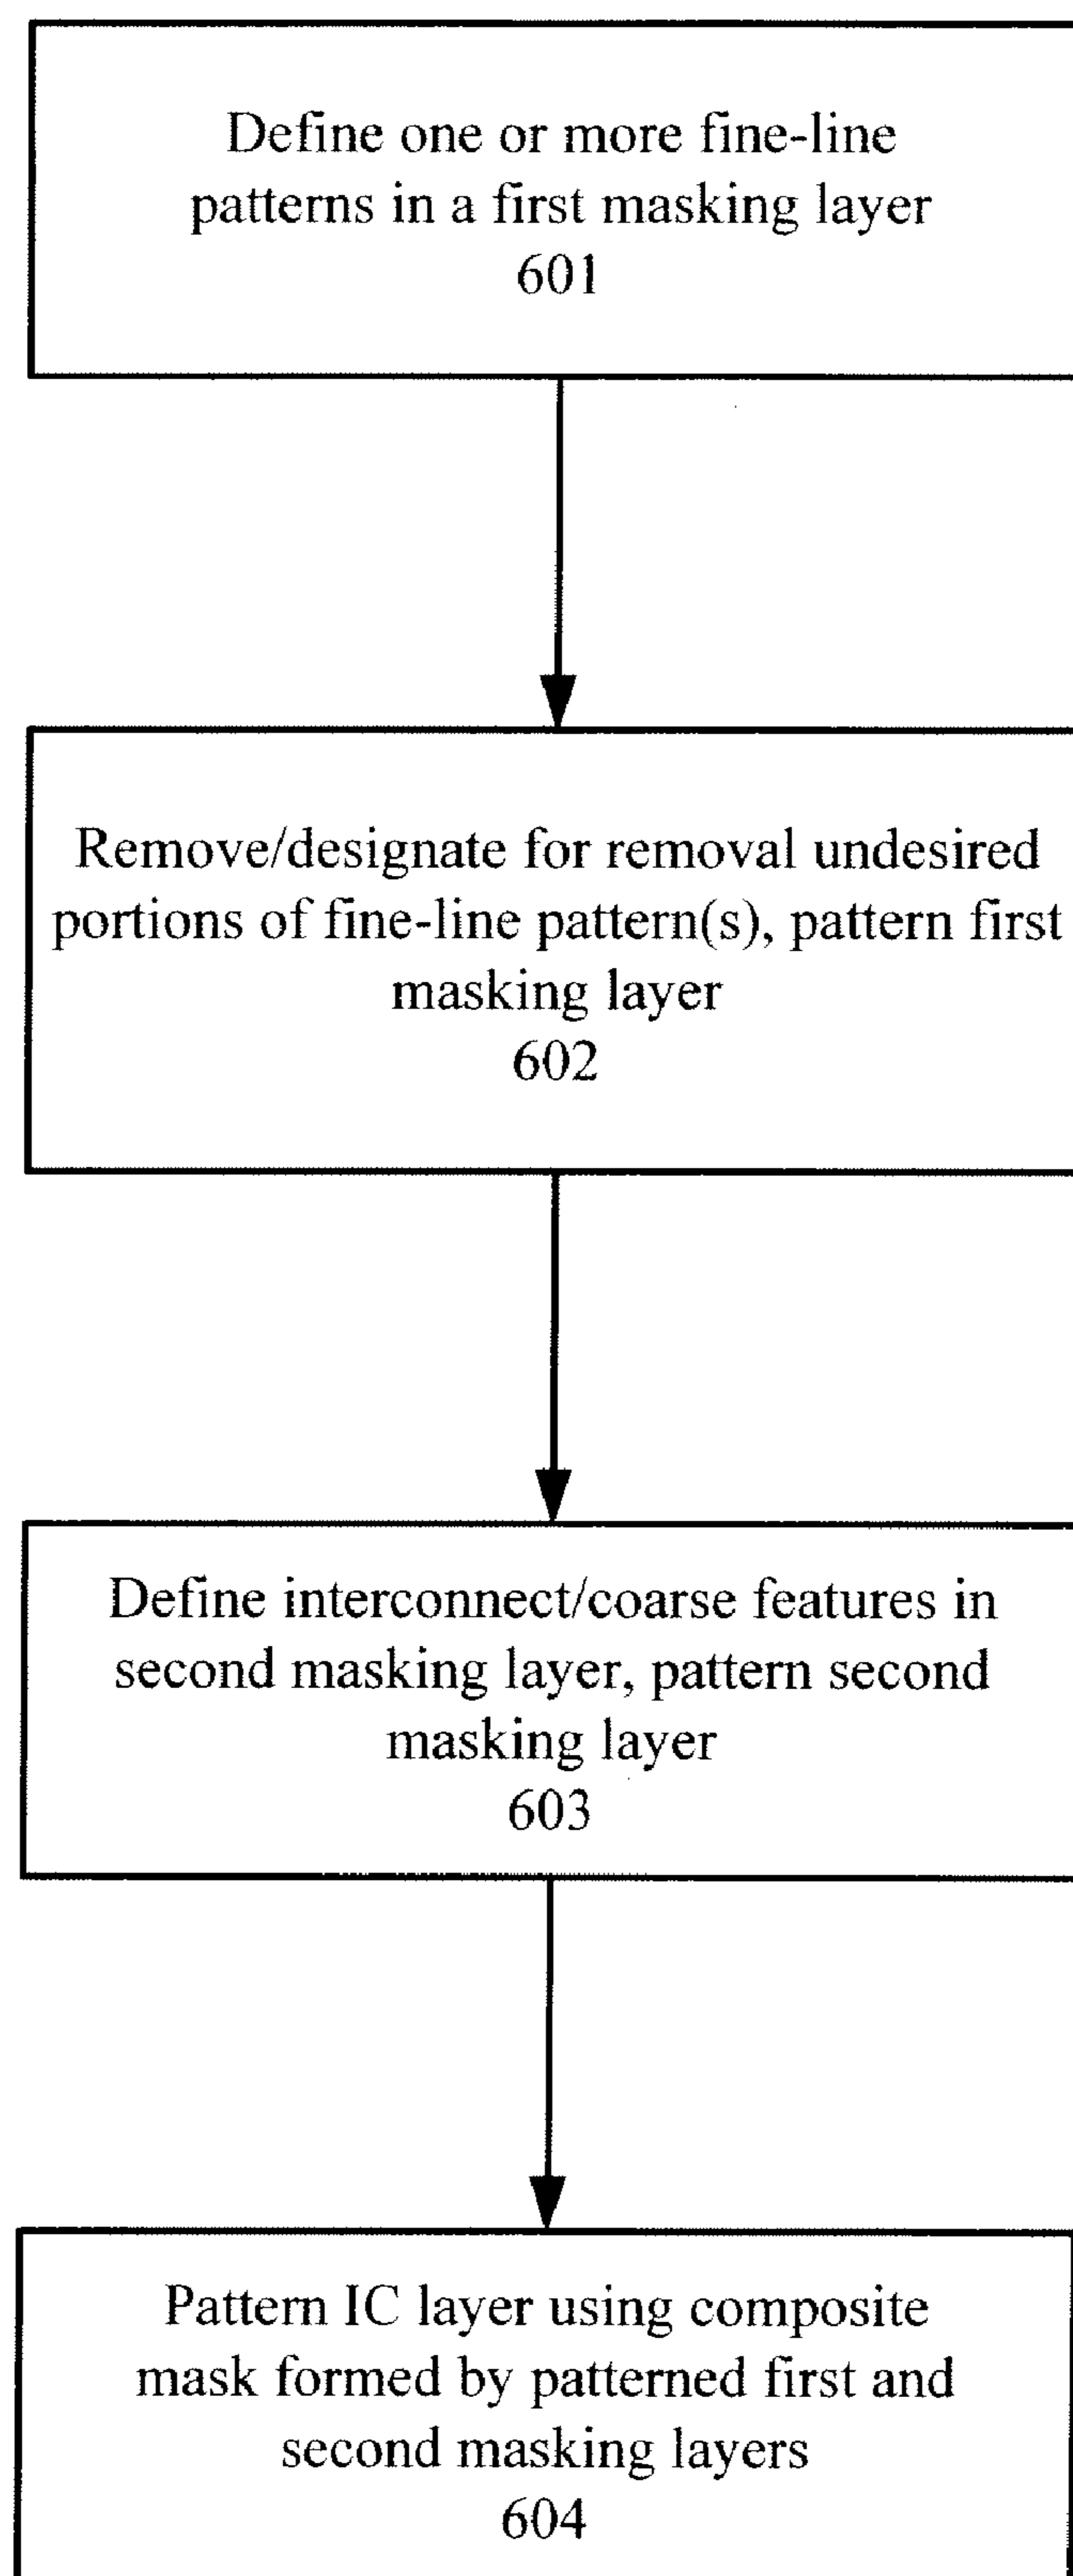 Define one or more fine-line
patterns in a first masking layer
601
Remove/designate for removal undesired
portions of fine-line pattern(s), pattern first
masking layer
602
Define interconnect/coarse features in
second masking layer, pattern second
masking layer
603
Pattern IC layer using composite
mask formed by patterned first and
second masking layers
604